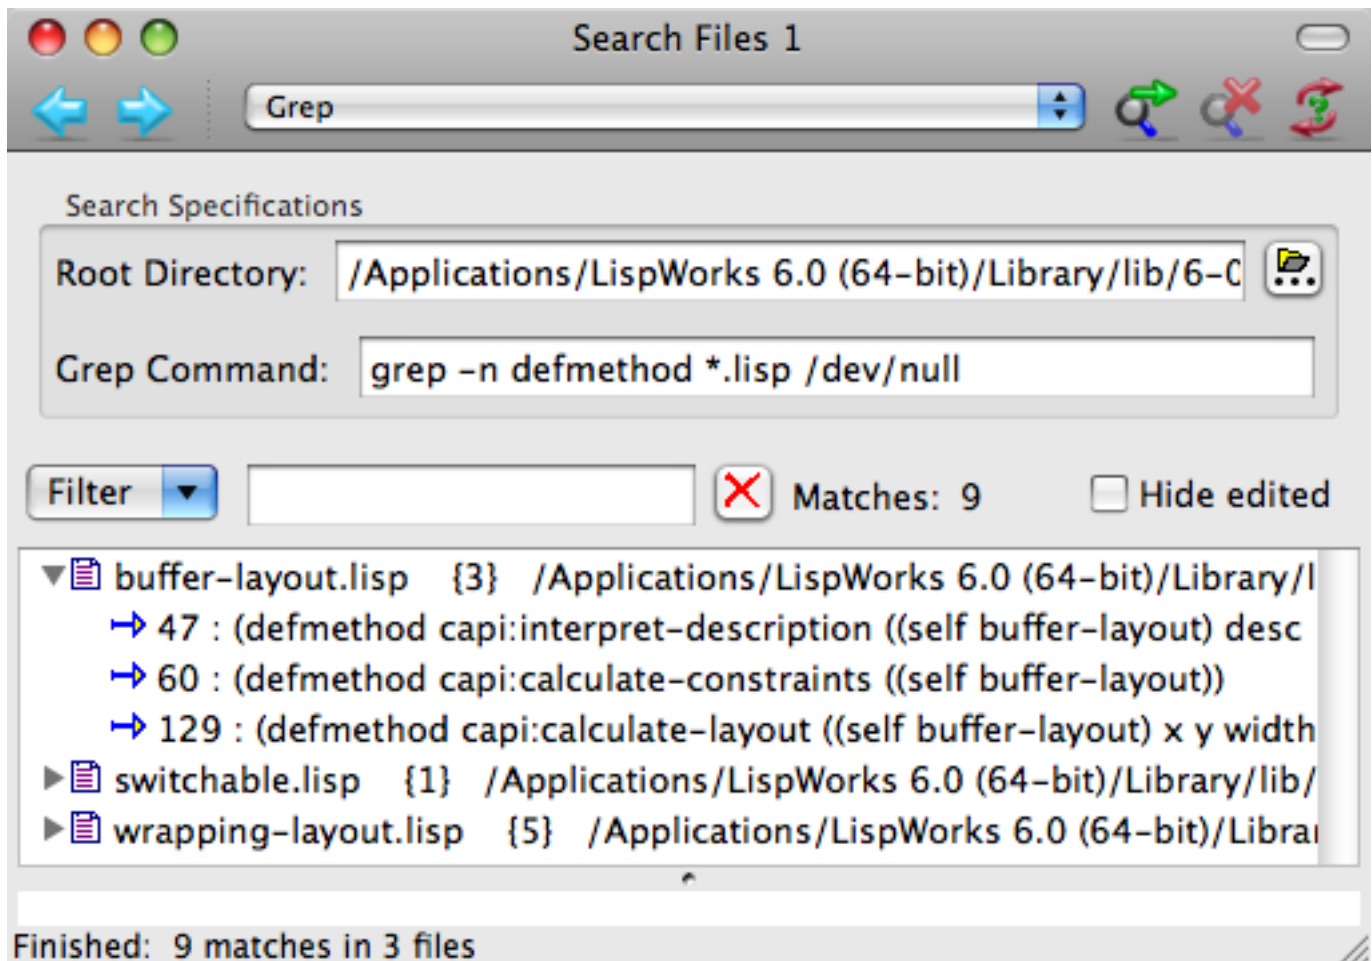 Search Files 1
Grep
Search Specifications
Root Directory: /Applications/LispWorks 6.0 (64-bit)/Library/lib/6-0
Grep Command: grep -n defmethod *.lisp /dev/null
Filter Matches: 9 Hide edited
buffer-layout.lisp {3} /Applications/LispWorks 6.0 (64-bit)/Library/l
47 : (defmethod capi:interpret-description ((self buffer-layout) desc
60 : (defmethod capi:calculate-constraints ((self buffer-layout))
129 : (defmethod capi:calculate-layout ((self buffer-layout) x y width
switchable.lisp {1} /Applications/LispWorks 6.0 (64-bit)/Library/lib/
wrapping-layout.lisp {5} /Applications/LispWorks 6.0 (64-bit)/Librar
Finished: 9 matches in 3 files